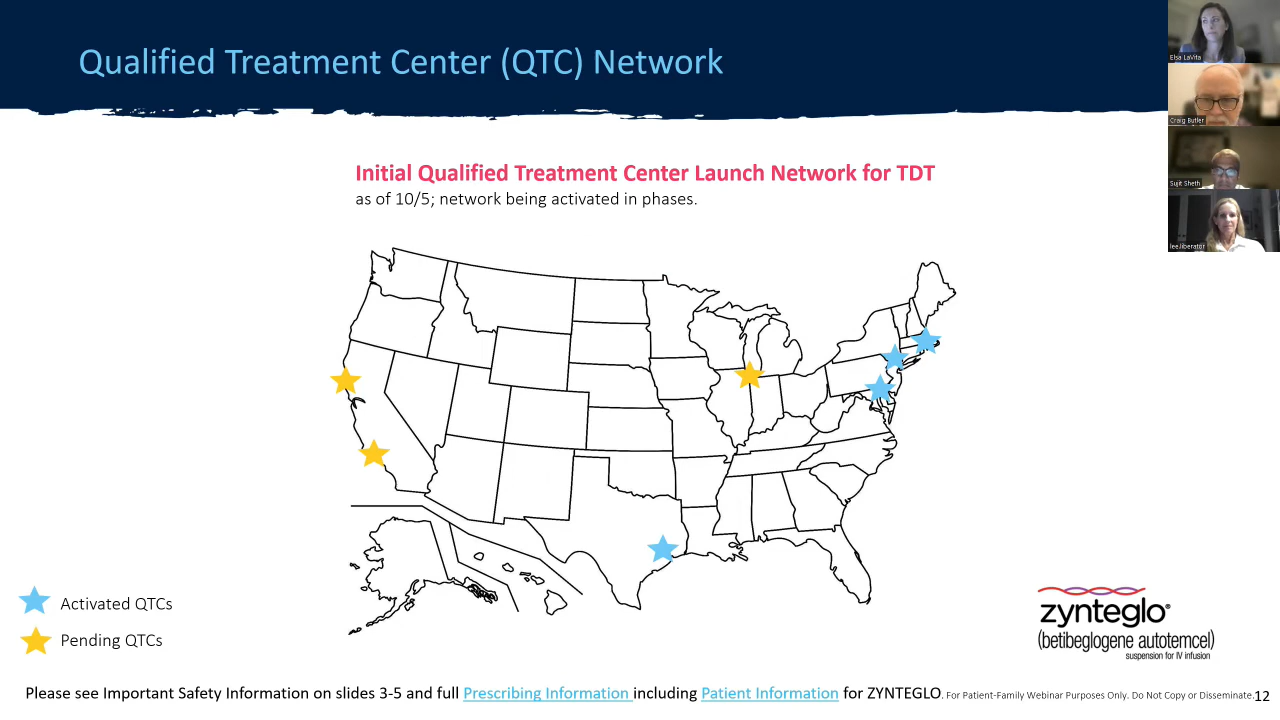 Qualified Treatment Center (QTC) Network
Elsa LaVita
Craig Butler
Sujit Sheth
lee.liberator
Initial Qualified Treatment Center Launch Network for TDT
as of 10/5; network being activated in phases.
Activated QTCs
Pending QTCs
zynteglo®
(betibeglogene autotemcel)
suspension for IV infusion
Please see Important Safety Information on slides 3-5 and full Prescribing Information including Patient Information for ZYNTEGLO. For Patient-Family Webinar Purposes Only. Do Not Copy or Disseminate.
12